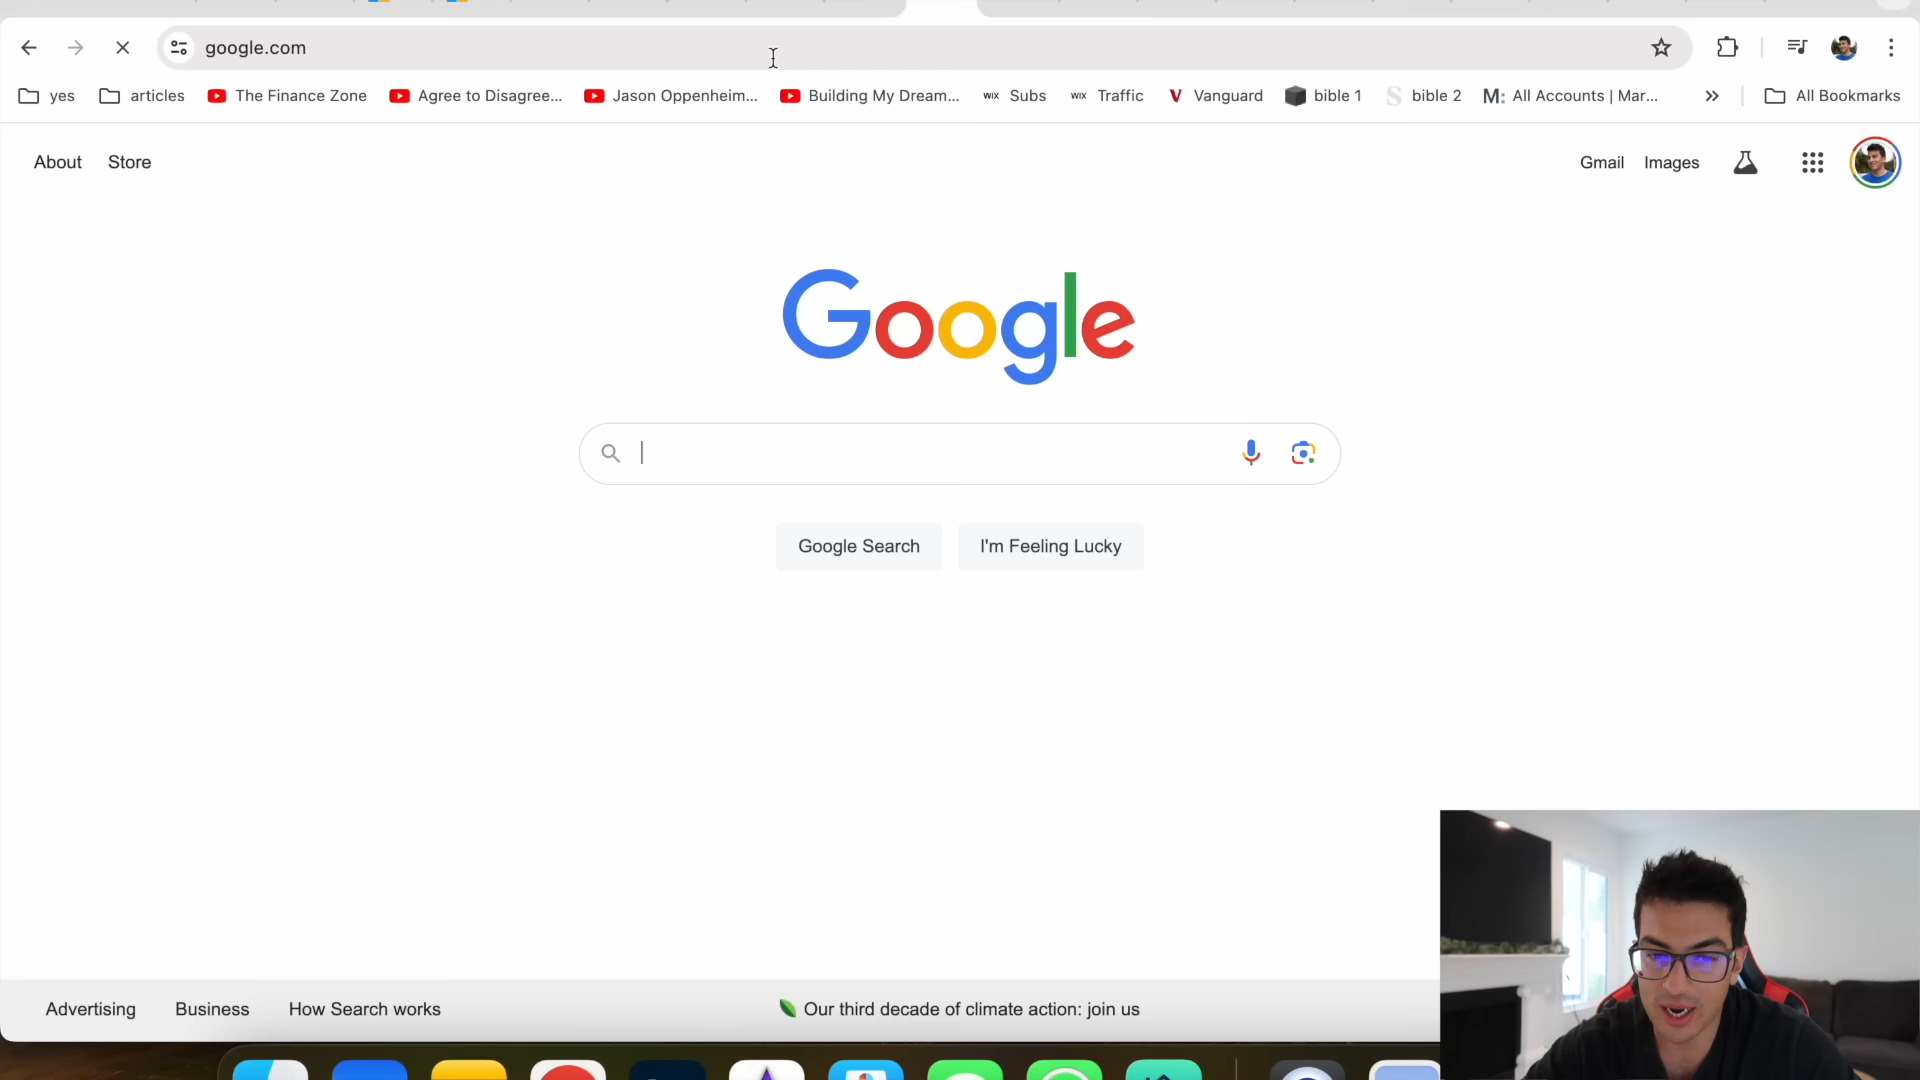 google.com
yes articles The Finance Zone Agree to Disagree... Jason Oppenheim... Building My Dream... WIX Subs WIX Traffic V Vanguard bible 1 S bible 2 M: All Accounts | Mar... All Bookmarks
About Store Gmail Images
Google
Google Search I'm Feeling Lucky
Advertising Business How Search works Our third decade of climate action: join us